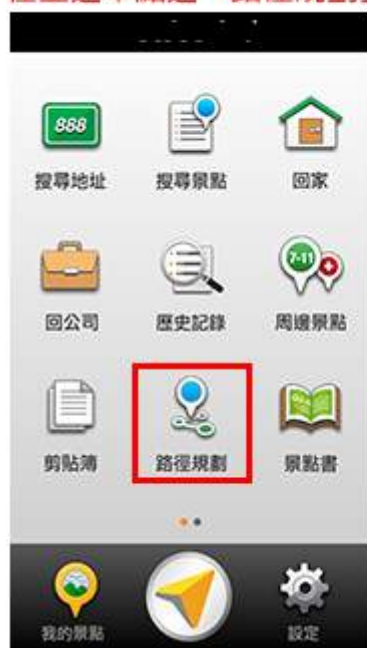 888
搜尋地址
搜尋景點
回家
7-11
回公司
歷史記錄
周邊景點
剪貼簿
路徑規劃
景點書
我的景點
設定